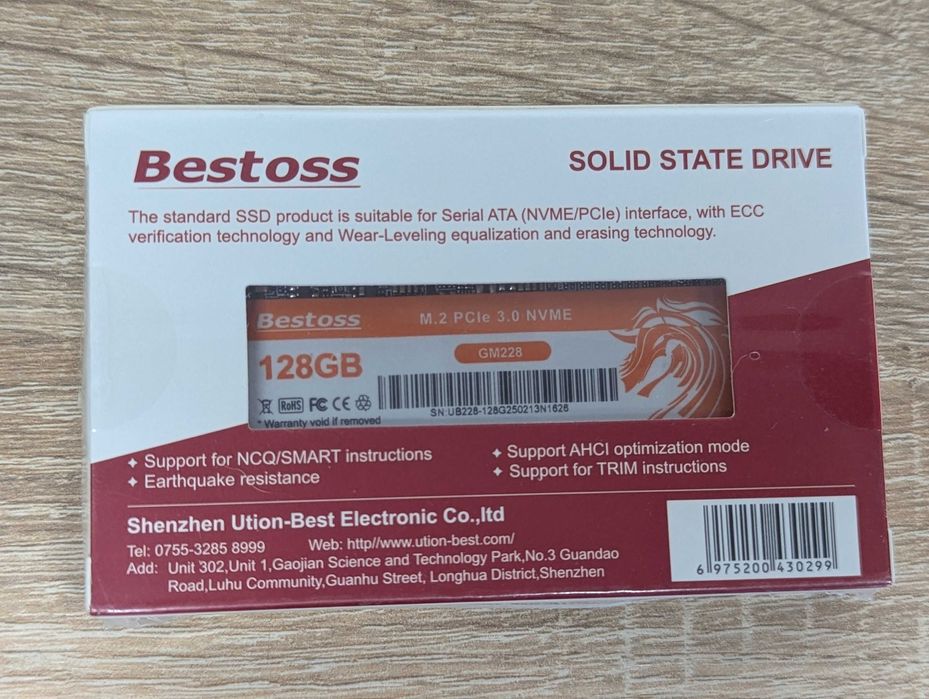 Bestoss
SOLID STATE DRIVE
The standard SSD product is suitable for Serial ATA (NVME/PCIe) interface, with ECC
verification technology and Wear-Leveling equalization and erasing technology.
Bestoss
M.2 PCIe 3.0 NVME
128GB
GM228
RoHS FC CE
SN:UB228-128G250213N1626
* Warranty void if removed
✦ Support for NCQ/SMART instructions
✦ Support AHCI optimization mode
✦ Earthquake resistance
✦ Support for TRIM instructions
Shenzhen Ution-Best Electronic Co.,ltd
Tel: 0755-3285 8999 Web: http//www.ution-best.com/
Add: Unit 302,Unit 1,Gaojian Science and Technology Park,No.3 Guandao
Road,Luhu Community,Guanhu Street, Longhua District,Shenzhen
6 975200 430299